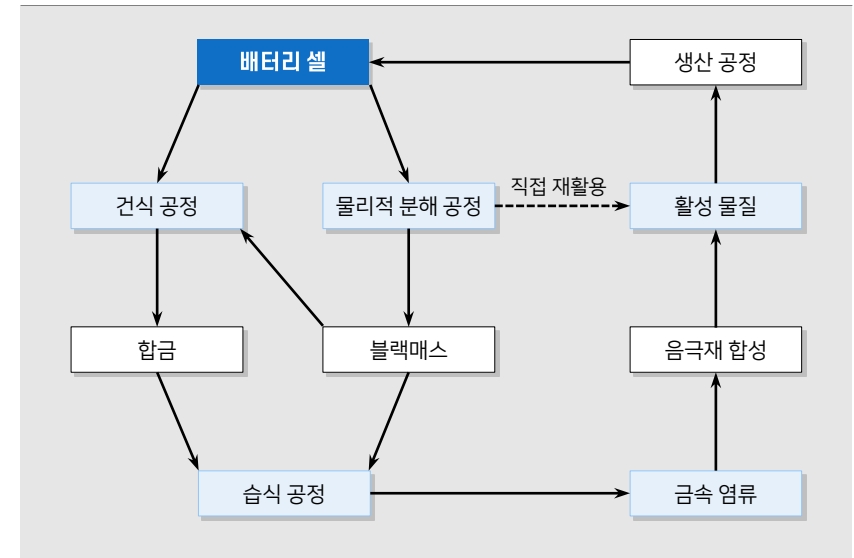 배터리 셀
생산 공정
건식 공정
물리적 분해 공정
직접 재활용
활성 물질
합금
블랙매스
음극재 합성
습식 공정
금속 염류